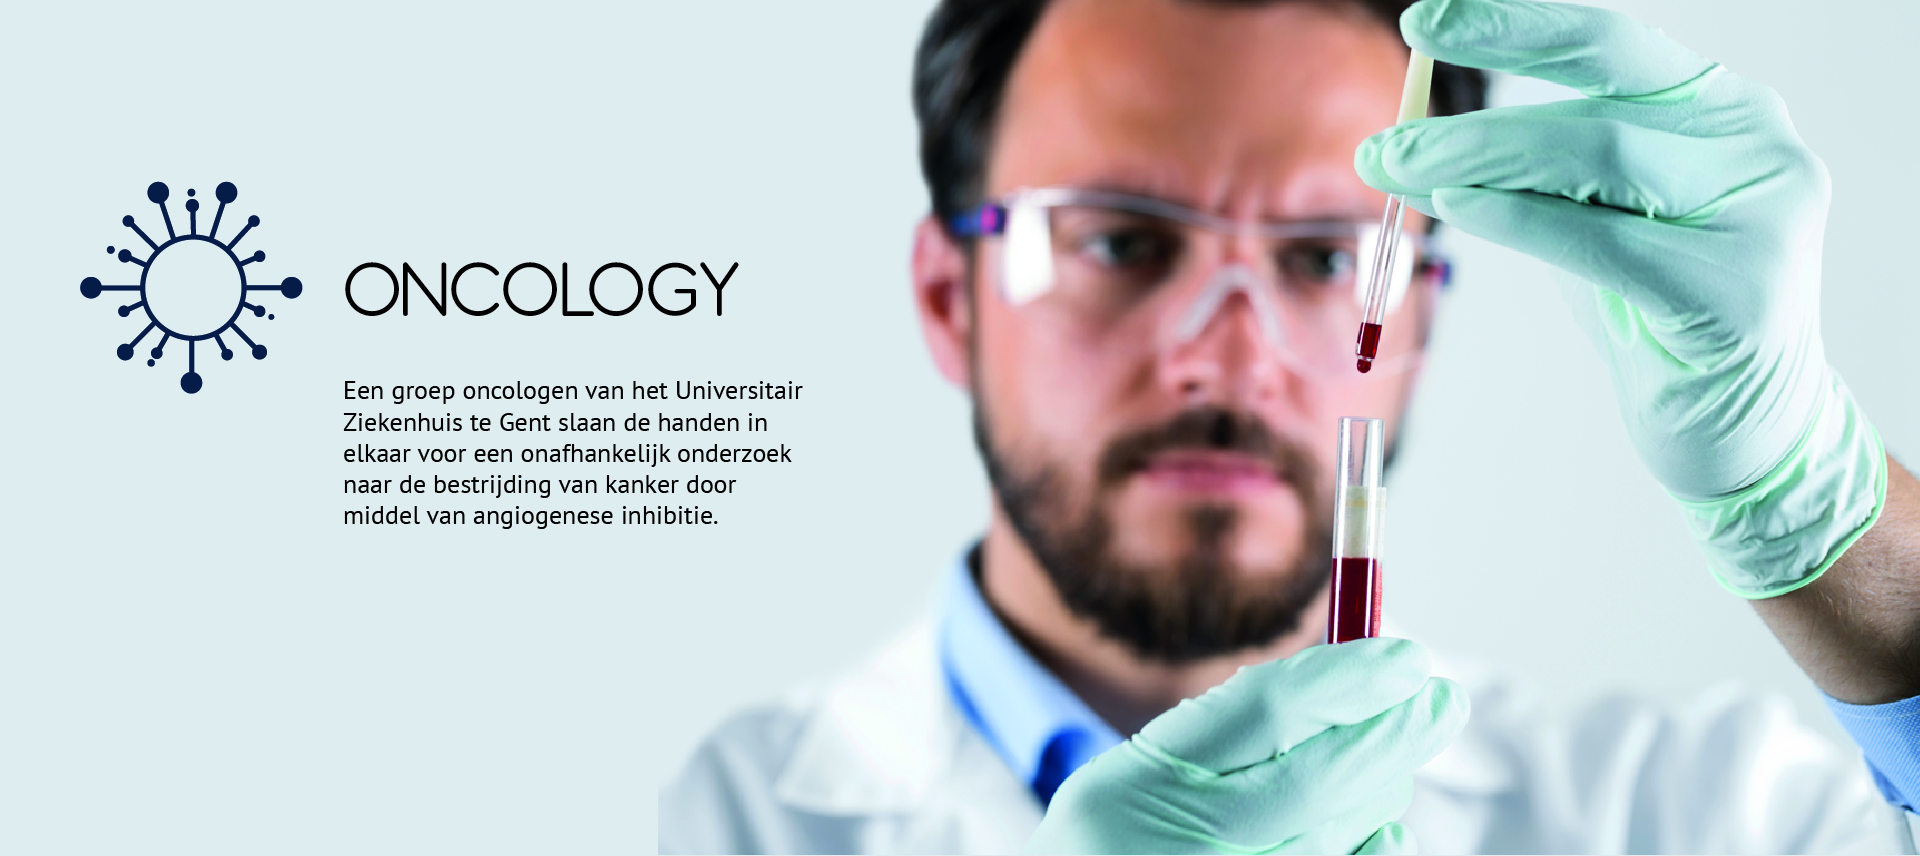 ONCOLOGY
Een groep oncologen van het Universitair
Ziekenhuis te Gent slaan de handen in
elkaar voor een onafhankelijk onderzoek
naar de bestrijding van kanker door
middel van angiogenese inhibitie.